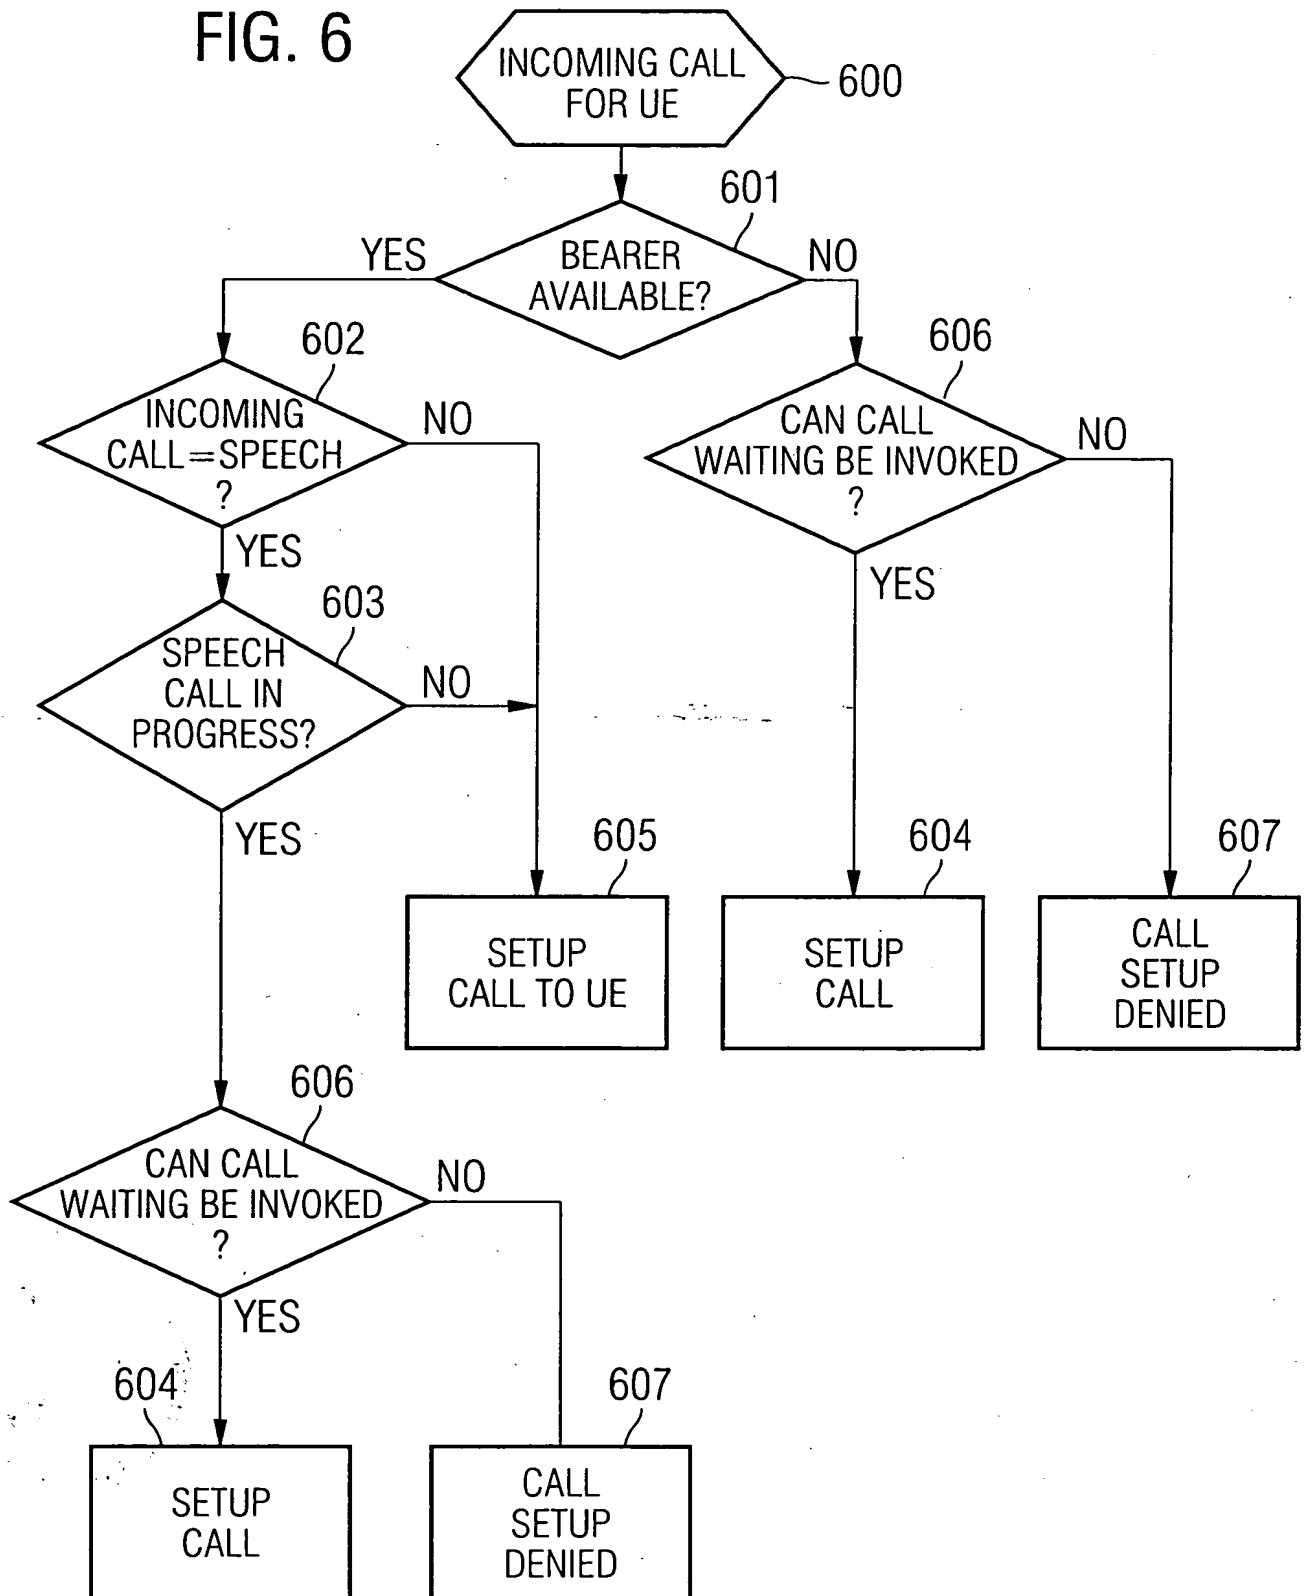 FIG. 6
INCOMING CALL
FOR UE
600
601
BEARER
AVAILABLE?
YES
NO
602
INCOMING
CALL=SPEECH
?
NO
YES
606
CAN CALL
WAITING BE INVOKED
?
NO
YES
603
SPEECH
CALL IN
PROGRESS?
NO
YES
605
SETUP
CALL TO UE
604
SETUP
CALL
607
CALL
SETUP
DENIED
606
CAN CALL
WAITING BE INVOKED
?
NO
YES
604
SETUP
CALL
607
CALL
SETUP
DENIED